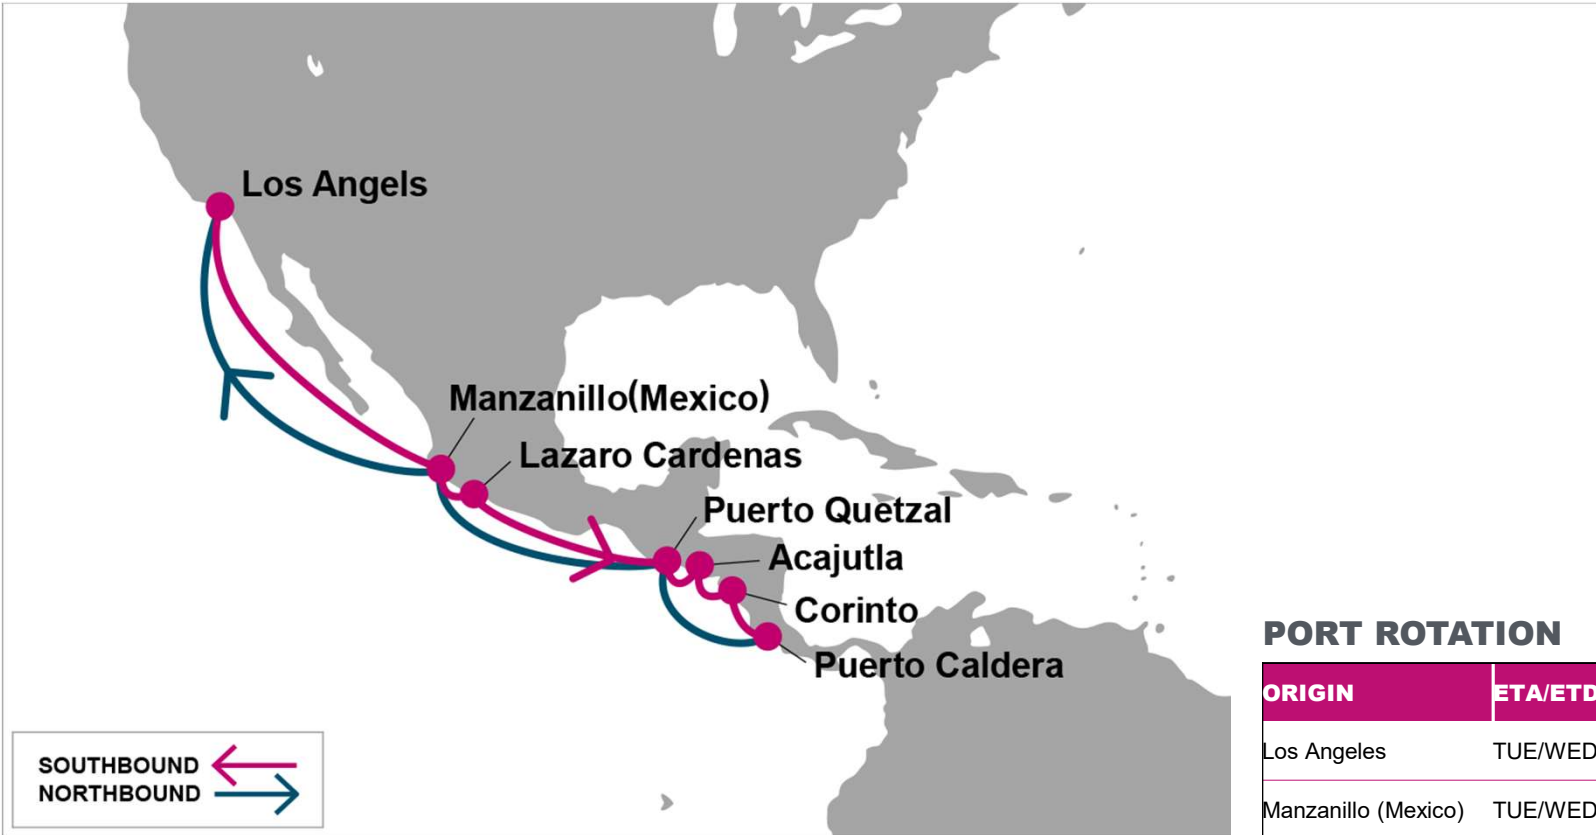 Los Angels
Manzanillo(Mexico)
Lazaro Cardenas
Puerto Quetzal
Acajutla
Corinto
Puerto Caldera
SOUTHBOUND
NORTHBOUND
PORT ROTATION
ORIGIN ETA/ETD
Los Angeles TUE/WED
Manzanillo (Mexico) TUE/WED